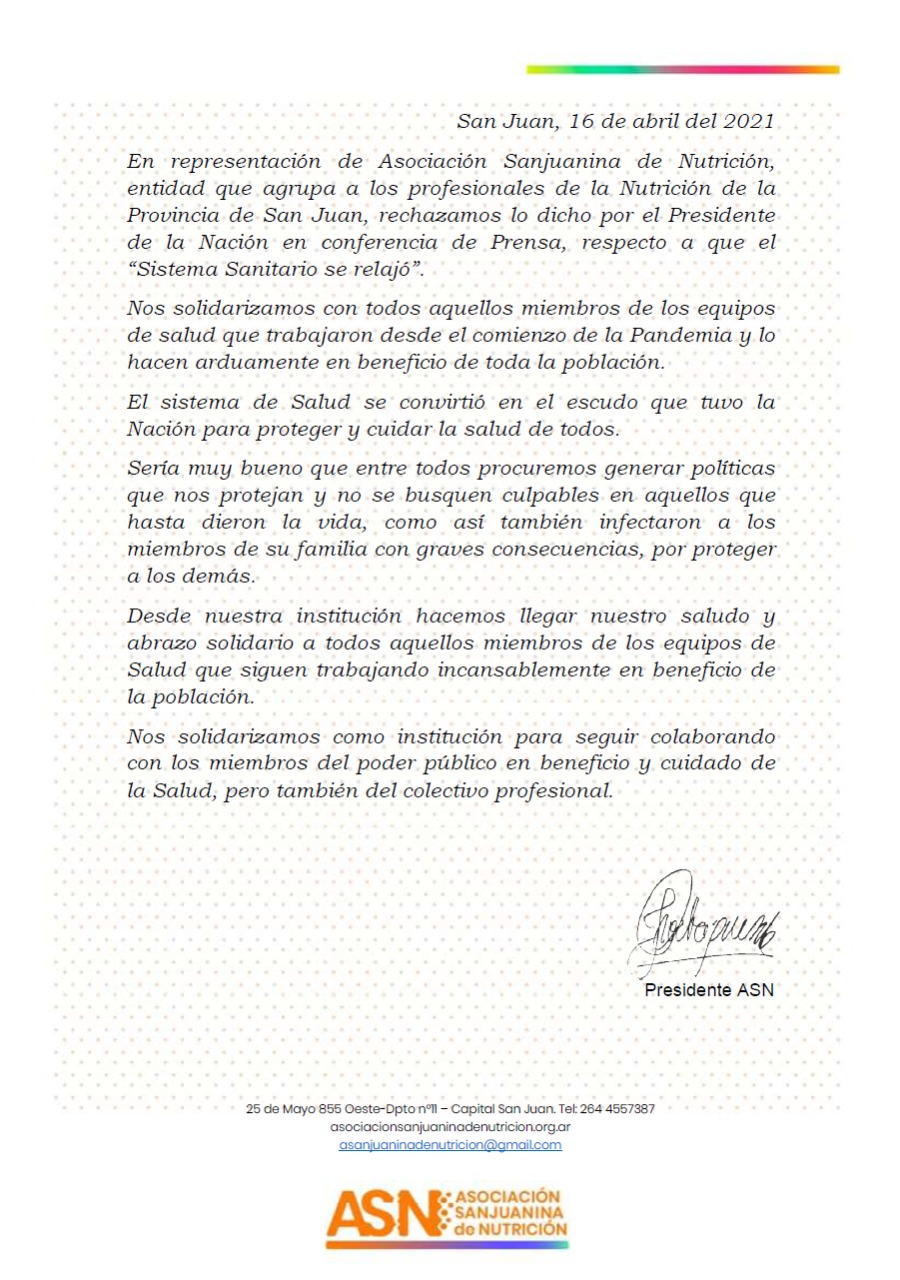 San Juan, 16 de abril del 2021
En representación de Asociación Sanjuanina de Nutrición,
entidad que agrupa a los profesionales de la Nutrición de la
Provincia de San Juan, rechazamos lo dicho por el Presidente
de la Nación en conferencia de Prensa, respecto a que el
“Sistema Sanitario se relajó”.
Nos solidarizamos con todos aquellos miembros de los equipos
de salud que trabajaron desde el comienzo de la Pandemia y lo
hacen arduamente en beneficio de toda la población.
El sistema de Salud se convirtió en el escudo que tuvo la
Nación para proteger y cuidar la salud de todos.
Sería muy bueno que entre todos procuremos generar políticas
que nos protejan y no se busquen culpables en aquellos que
hasta dieron la vida, como así también infectaron a los
miembros de su familia con graves consecuencias, por proteger
a los demás.
Desde nuestra institución hacemos llegar nuestro saludo y
abrazo solidario a todos aquellos miembros de los equipos de
Salud que siguen trabajando incansablemente en beneficio de
la población.
Nos solidarizamos como institución para seguir colaborando
con los miembros del poder público en beneficio y cuidado de
la Salud, pero también del colectivo profesional.
Presidente ASN
25 de Mayo 855 Oeste-Dpto nº11 – Capital San Juan. Tel: 264 4557387
asociacionsanjuaninadenutricion.org.ar
asanjuaninadenutricion@gmail.com
ASN ASOCIACIÓN
SANJUANINA
de NUTRICIÓN